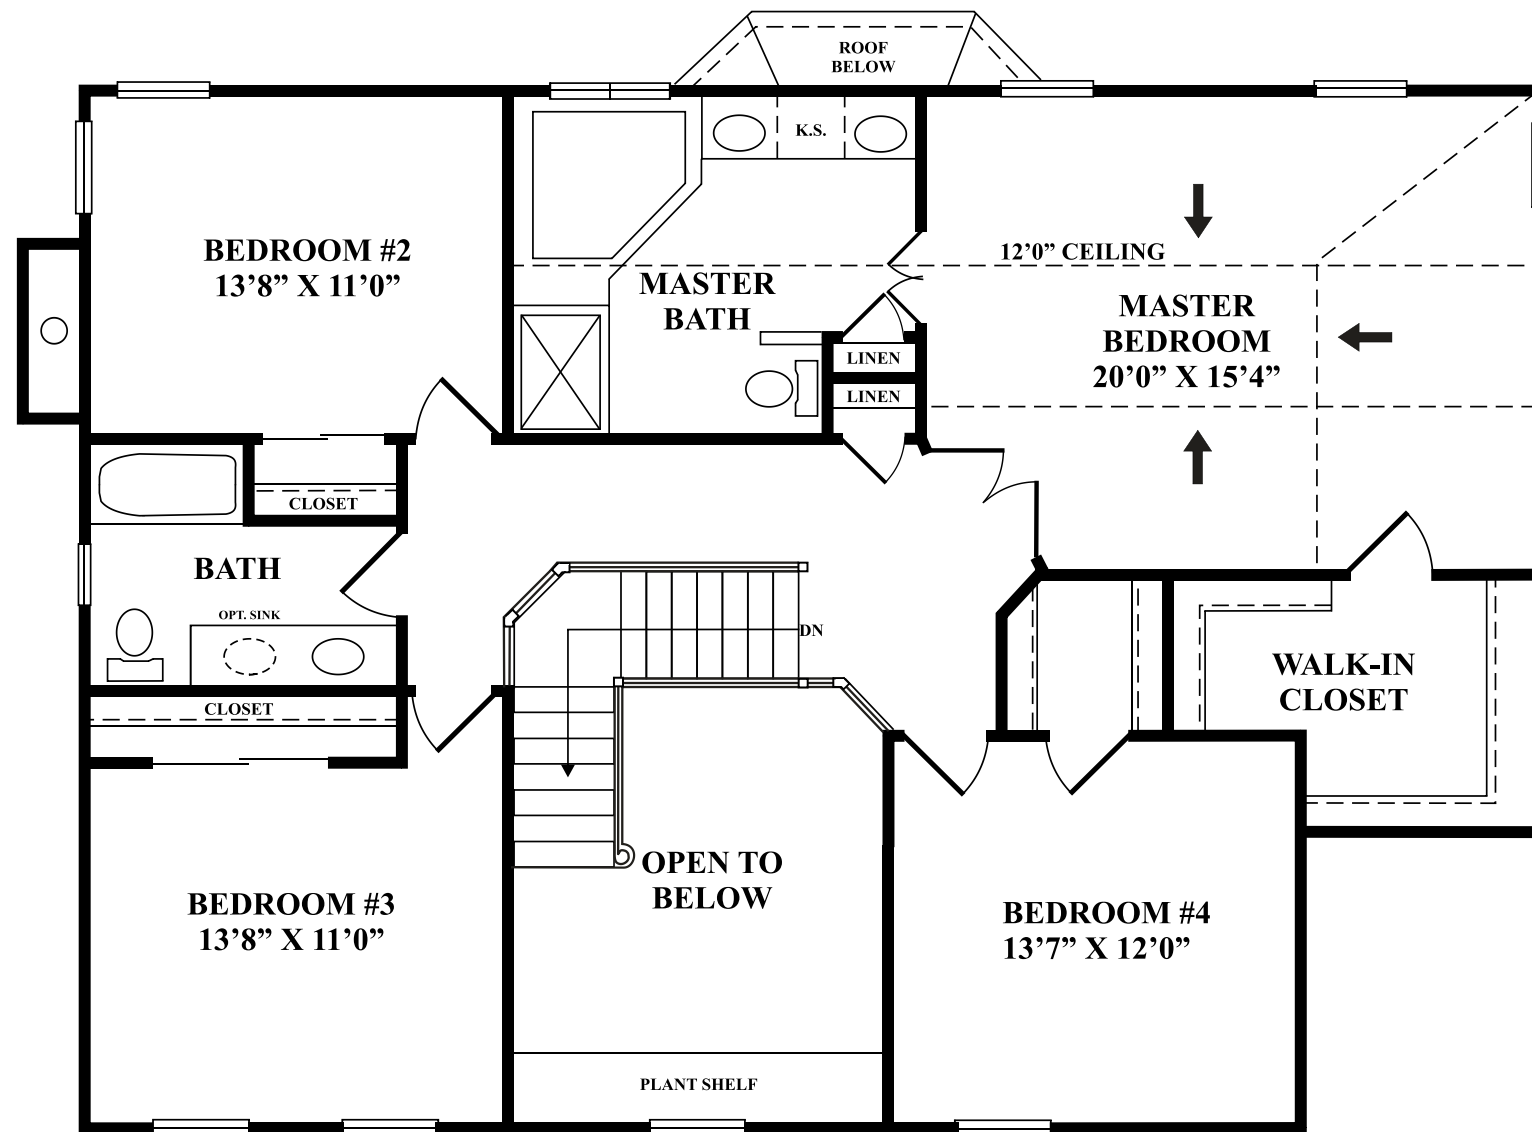 ROOF
BELOW
K.S.
BEDROOM #2
13’8” X 11’0”
MASTER
BATH
12’0” CEILING
MASTER
BEDROOM
20’0” X 15’4”
LINEN
LINEN
CLOSET
BATH
OPT. SINK
DN
WALK-IN
CLOSET
CLOSET
OPEN TO
BELOW
BEDROOM #3
13’8” X 11’0”
BEDROOM #4
13’7” X 12’0”
PLANT SHELF